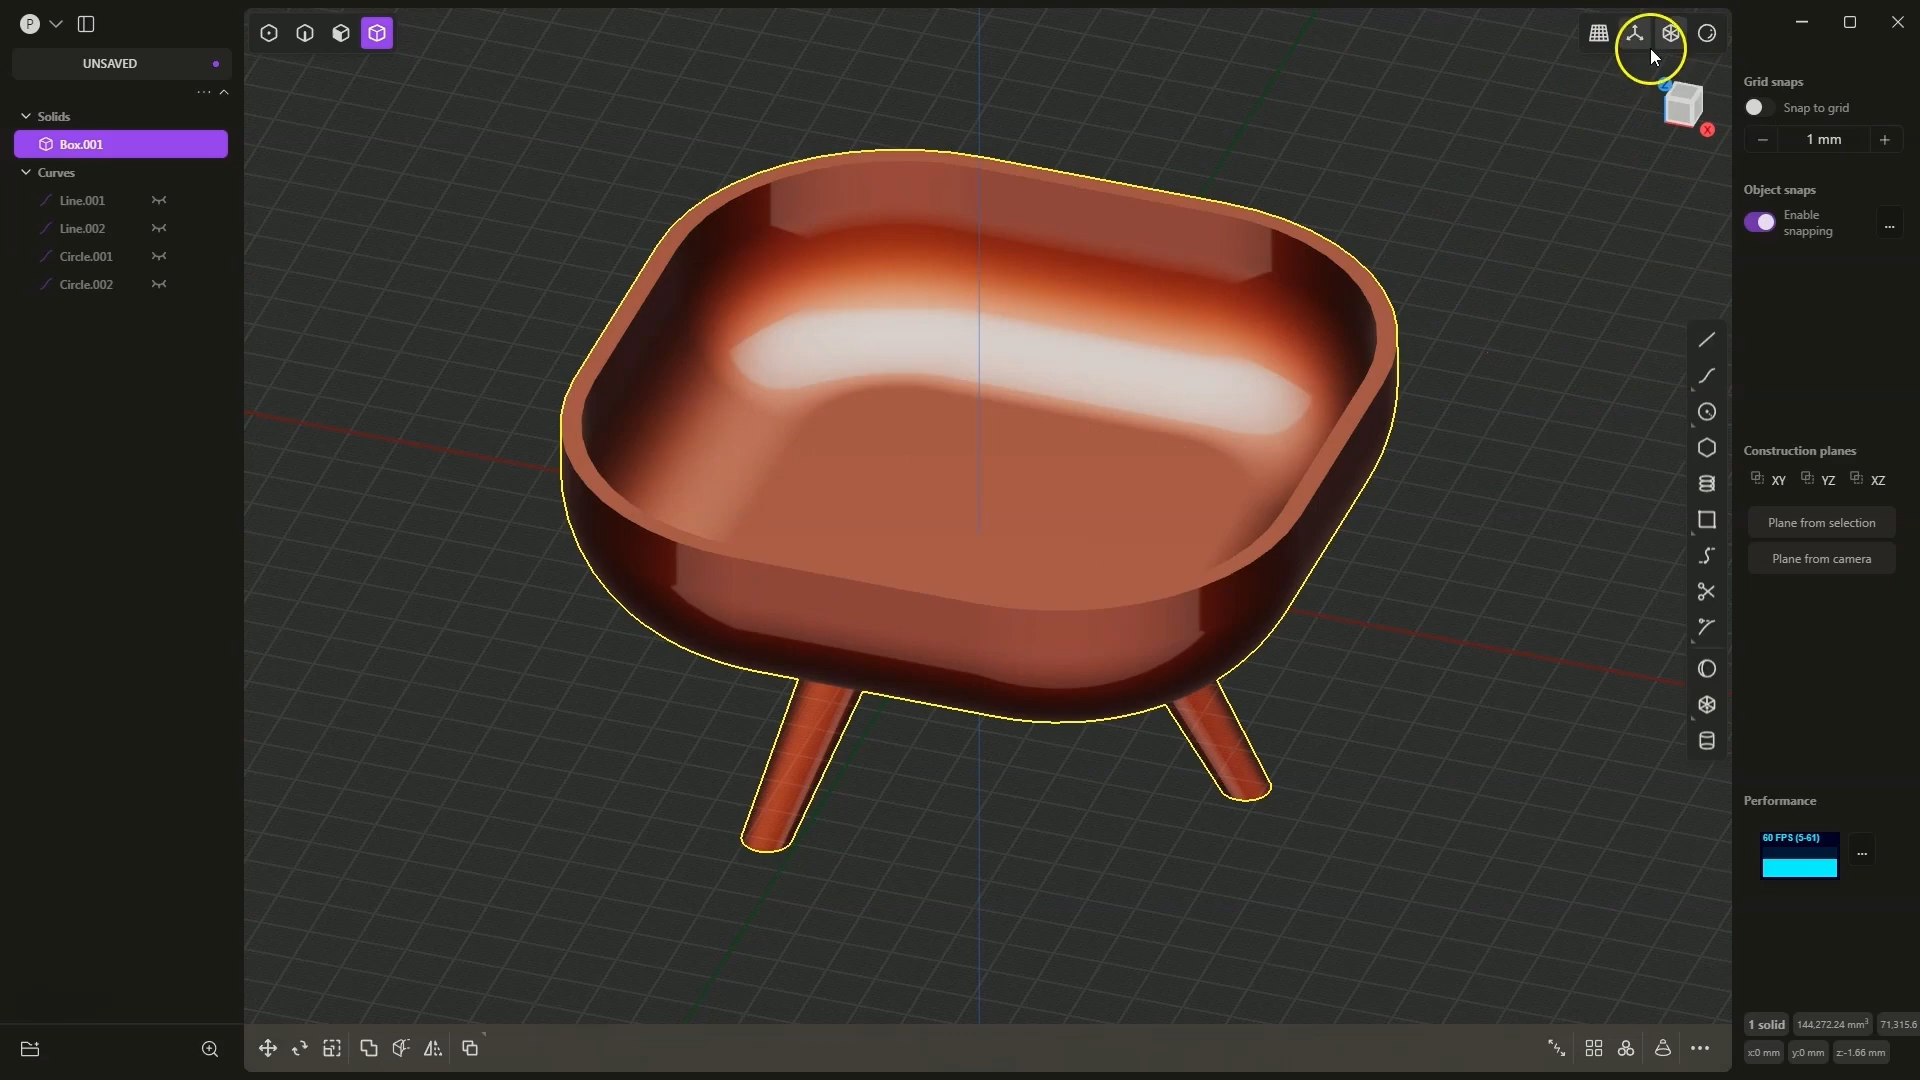 P
UNSAVED
Solids
Box.001
Curves
Line.001
Line.002
Circle.001
Circle.002
X
Grid snaps
Snap to grid
1 mm
Object snaps
Enable
snapping
...
Construction planes
XY YZ XZ
Plane from selection
Plane from camera
Performance
60 FPS (5-61)
...
1 solid 144,272.24 mm³ 71,315.6
x:0 mm y:0 mm z:-1.66 mm